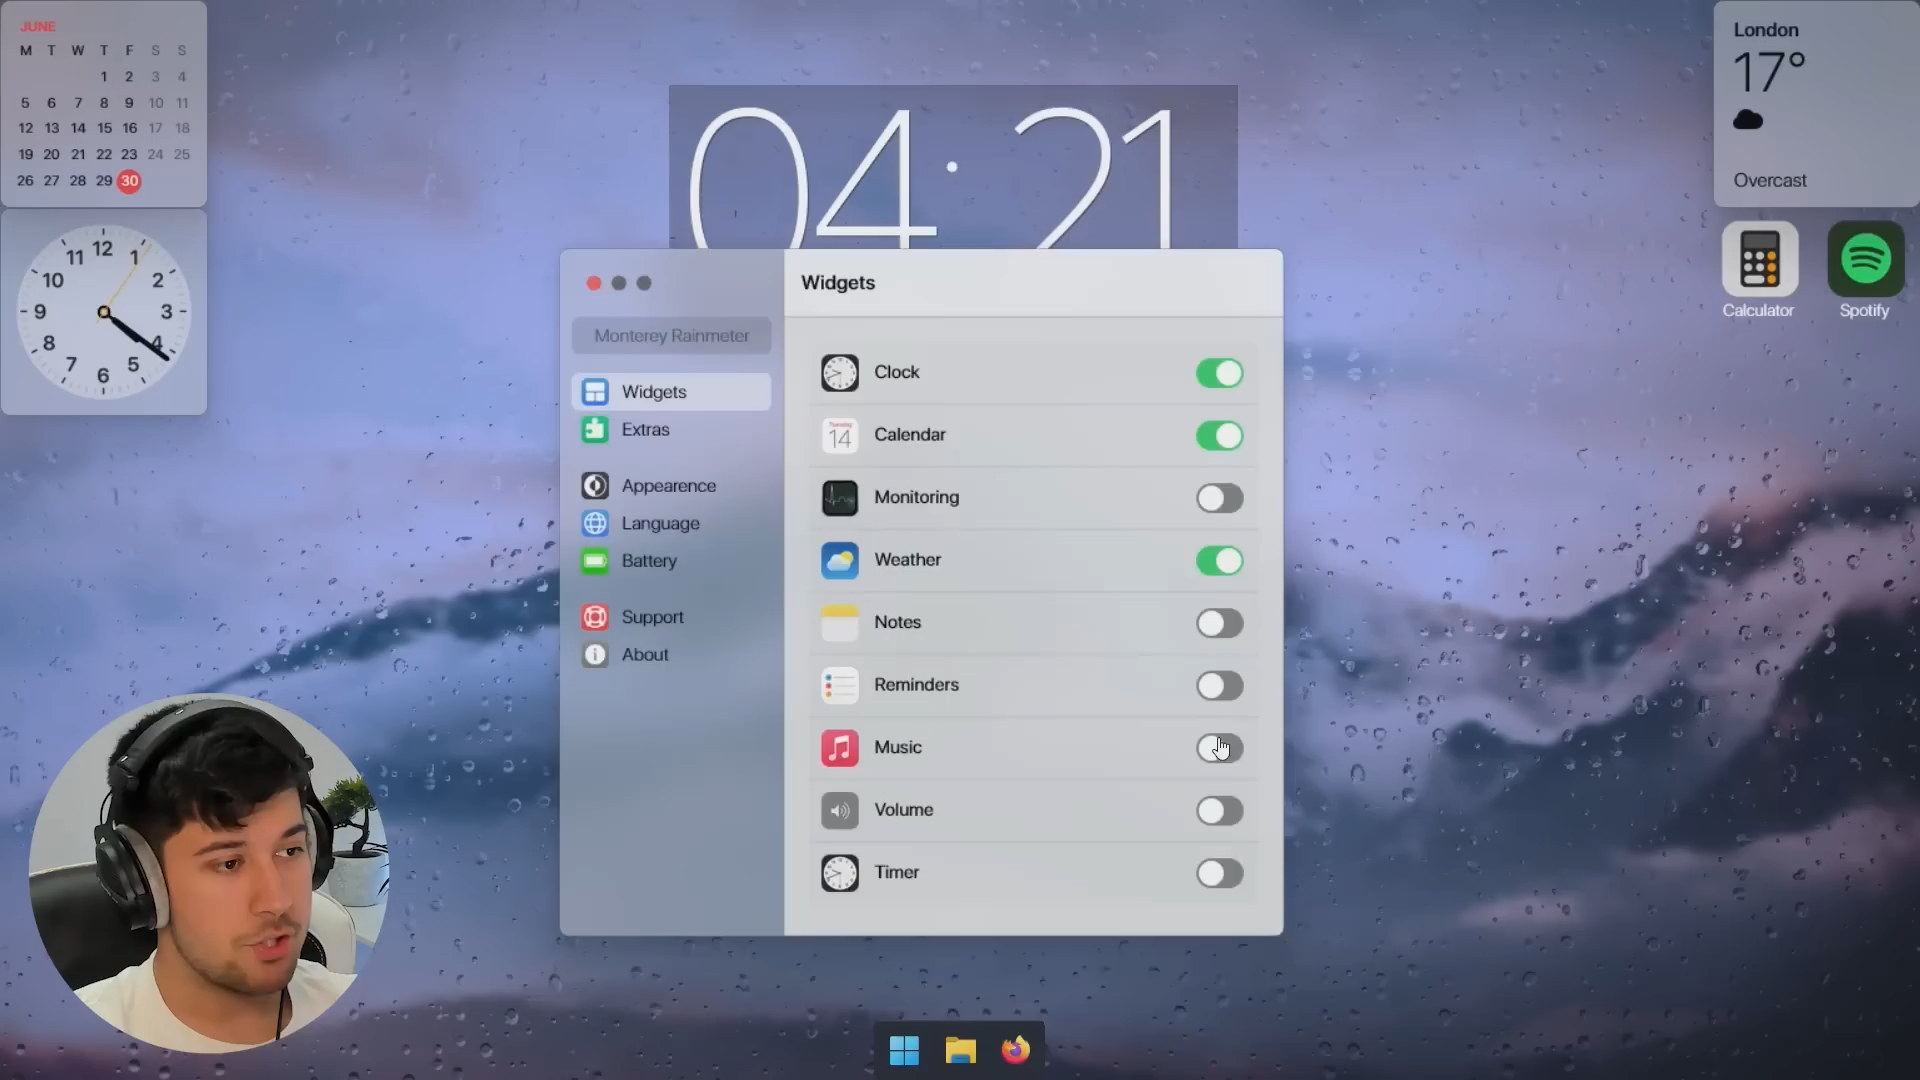 JUNE
M T W T F S S
1 2 3 4
5 6 7 8 9 10 11
12 13 14 15 16 17 18
19 20 21 22 23 24 25
26 27 28 29 30
12
1
2
3
4
5
6
7
8
9
10
11
04:21
London
17°
Overcast
Calculator
Spotify
Monterey Rainmeter
Widgets
Extras
Appearence
Language
Battery
Support
About
Widgets
Clock
Tuesday
14
Calendar
Monitoring
Weather
Notes
Reminders
Music
Volume
Timer